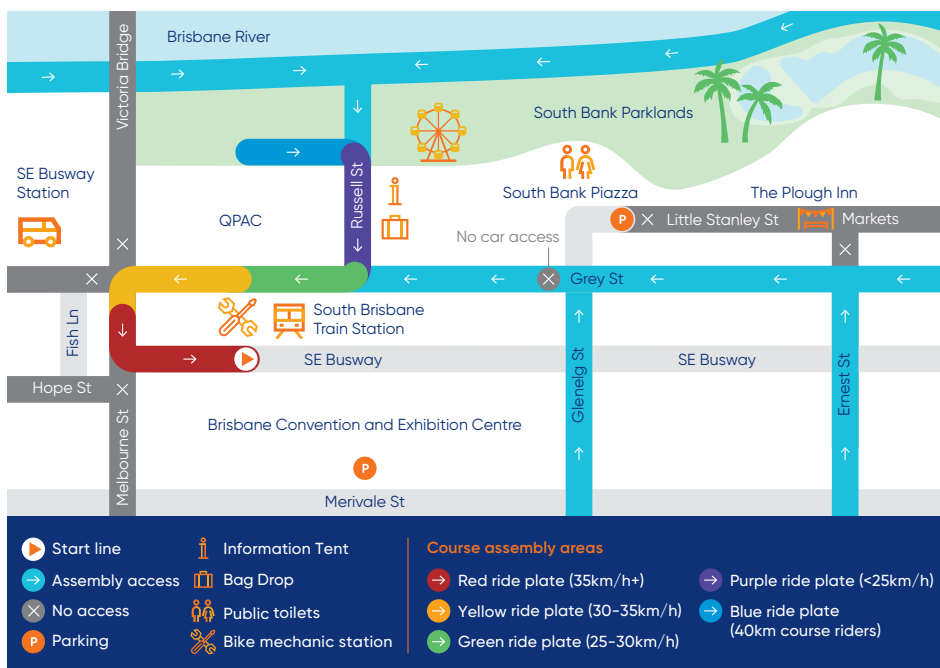 Brisbane River
Victoria Bridge
South Bank Parklands
SE Busway
Station
Russell St
South Bank Piazza
The Plough Inn
QPAC
P
Little Stanley St
Markets
No car access
Grey St
South Brisbane
Train Station
Fish Ln
SE Busway
SE Busway
Hope St
Glenelg St
Ernest St
Melbourne St
Brisbane Convention and Exhibition Centre
P
Merivale St
Start line
Assembly access
No access
P Parking
Information Tent
Bag Drop
Public toilets
Bike mechanic station
Course assembly areas
Red ride plate (35km/h+)
Yellow ride plate (30-35km/h)
Green ride plate (25-30km/h)
Purple ride plate (<25km/h)
Blue ride plate
(40km course riders)